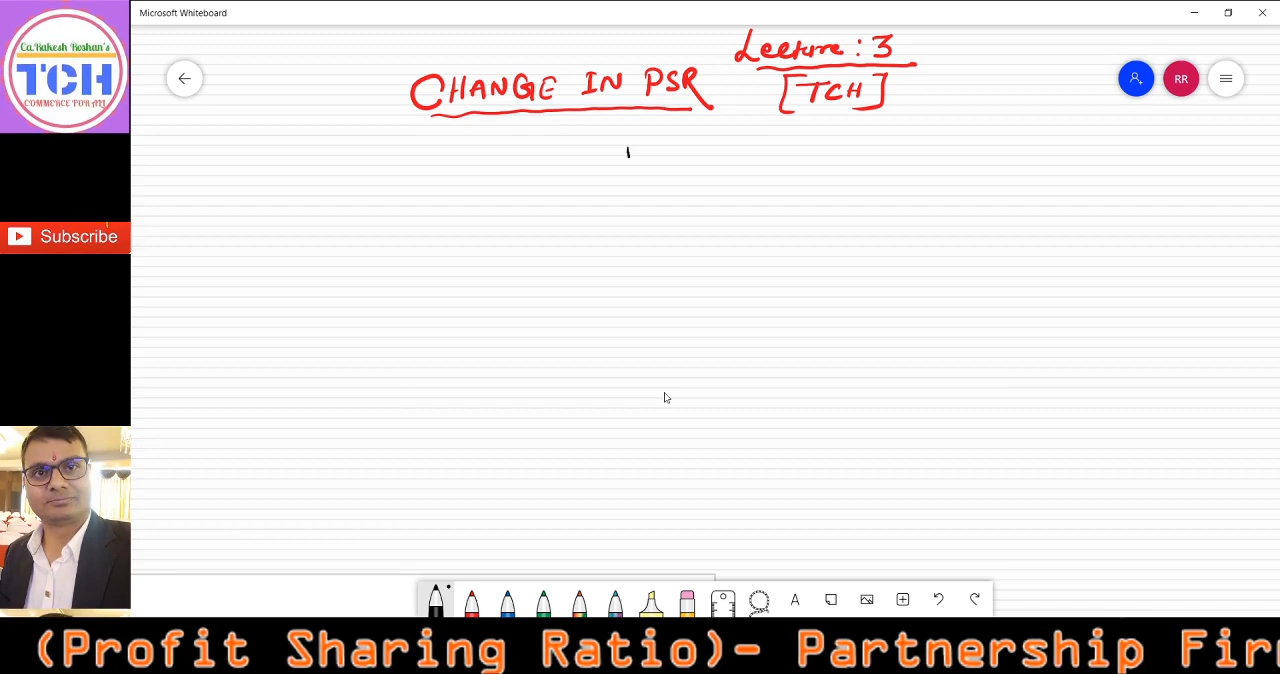 Microsoft Whiteboard
Ca.Rakesh Roshan's
TCH
COMMERCE FOR ALL
Lecture : 3
CHANGE IN PSR
[TCH]
RR
Subscribe
A
(Profit Sharing Ratio)- Partnership Fir